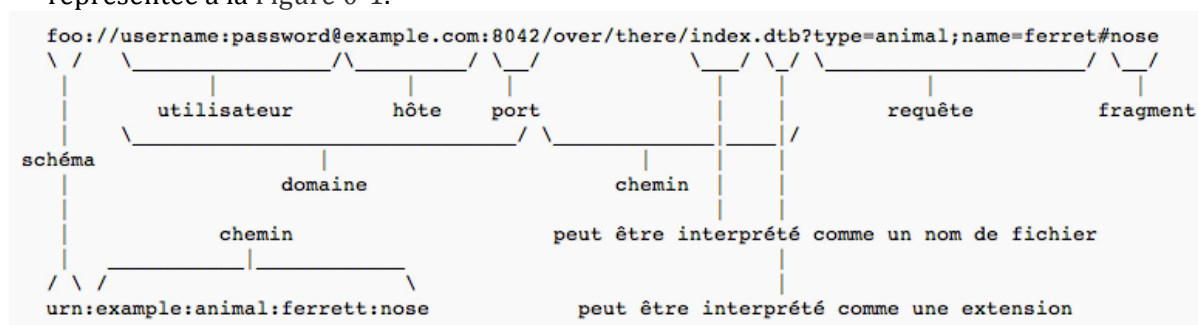 représentée à la Figure 6-1.
foo://username:password@example.com:8042/over/there/index.dtb?type=animal;name=ferret#nose
utilisateur hôte port requête fragment
schéma
domaine chemin
chemin peut être interprété comme un nom de fichier
urn:example:animal:ferrett:nose peut être interprété comme une extension